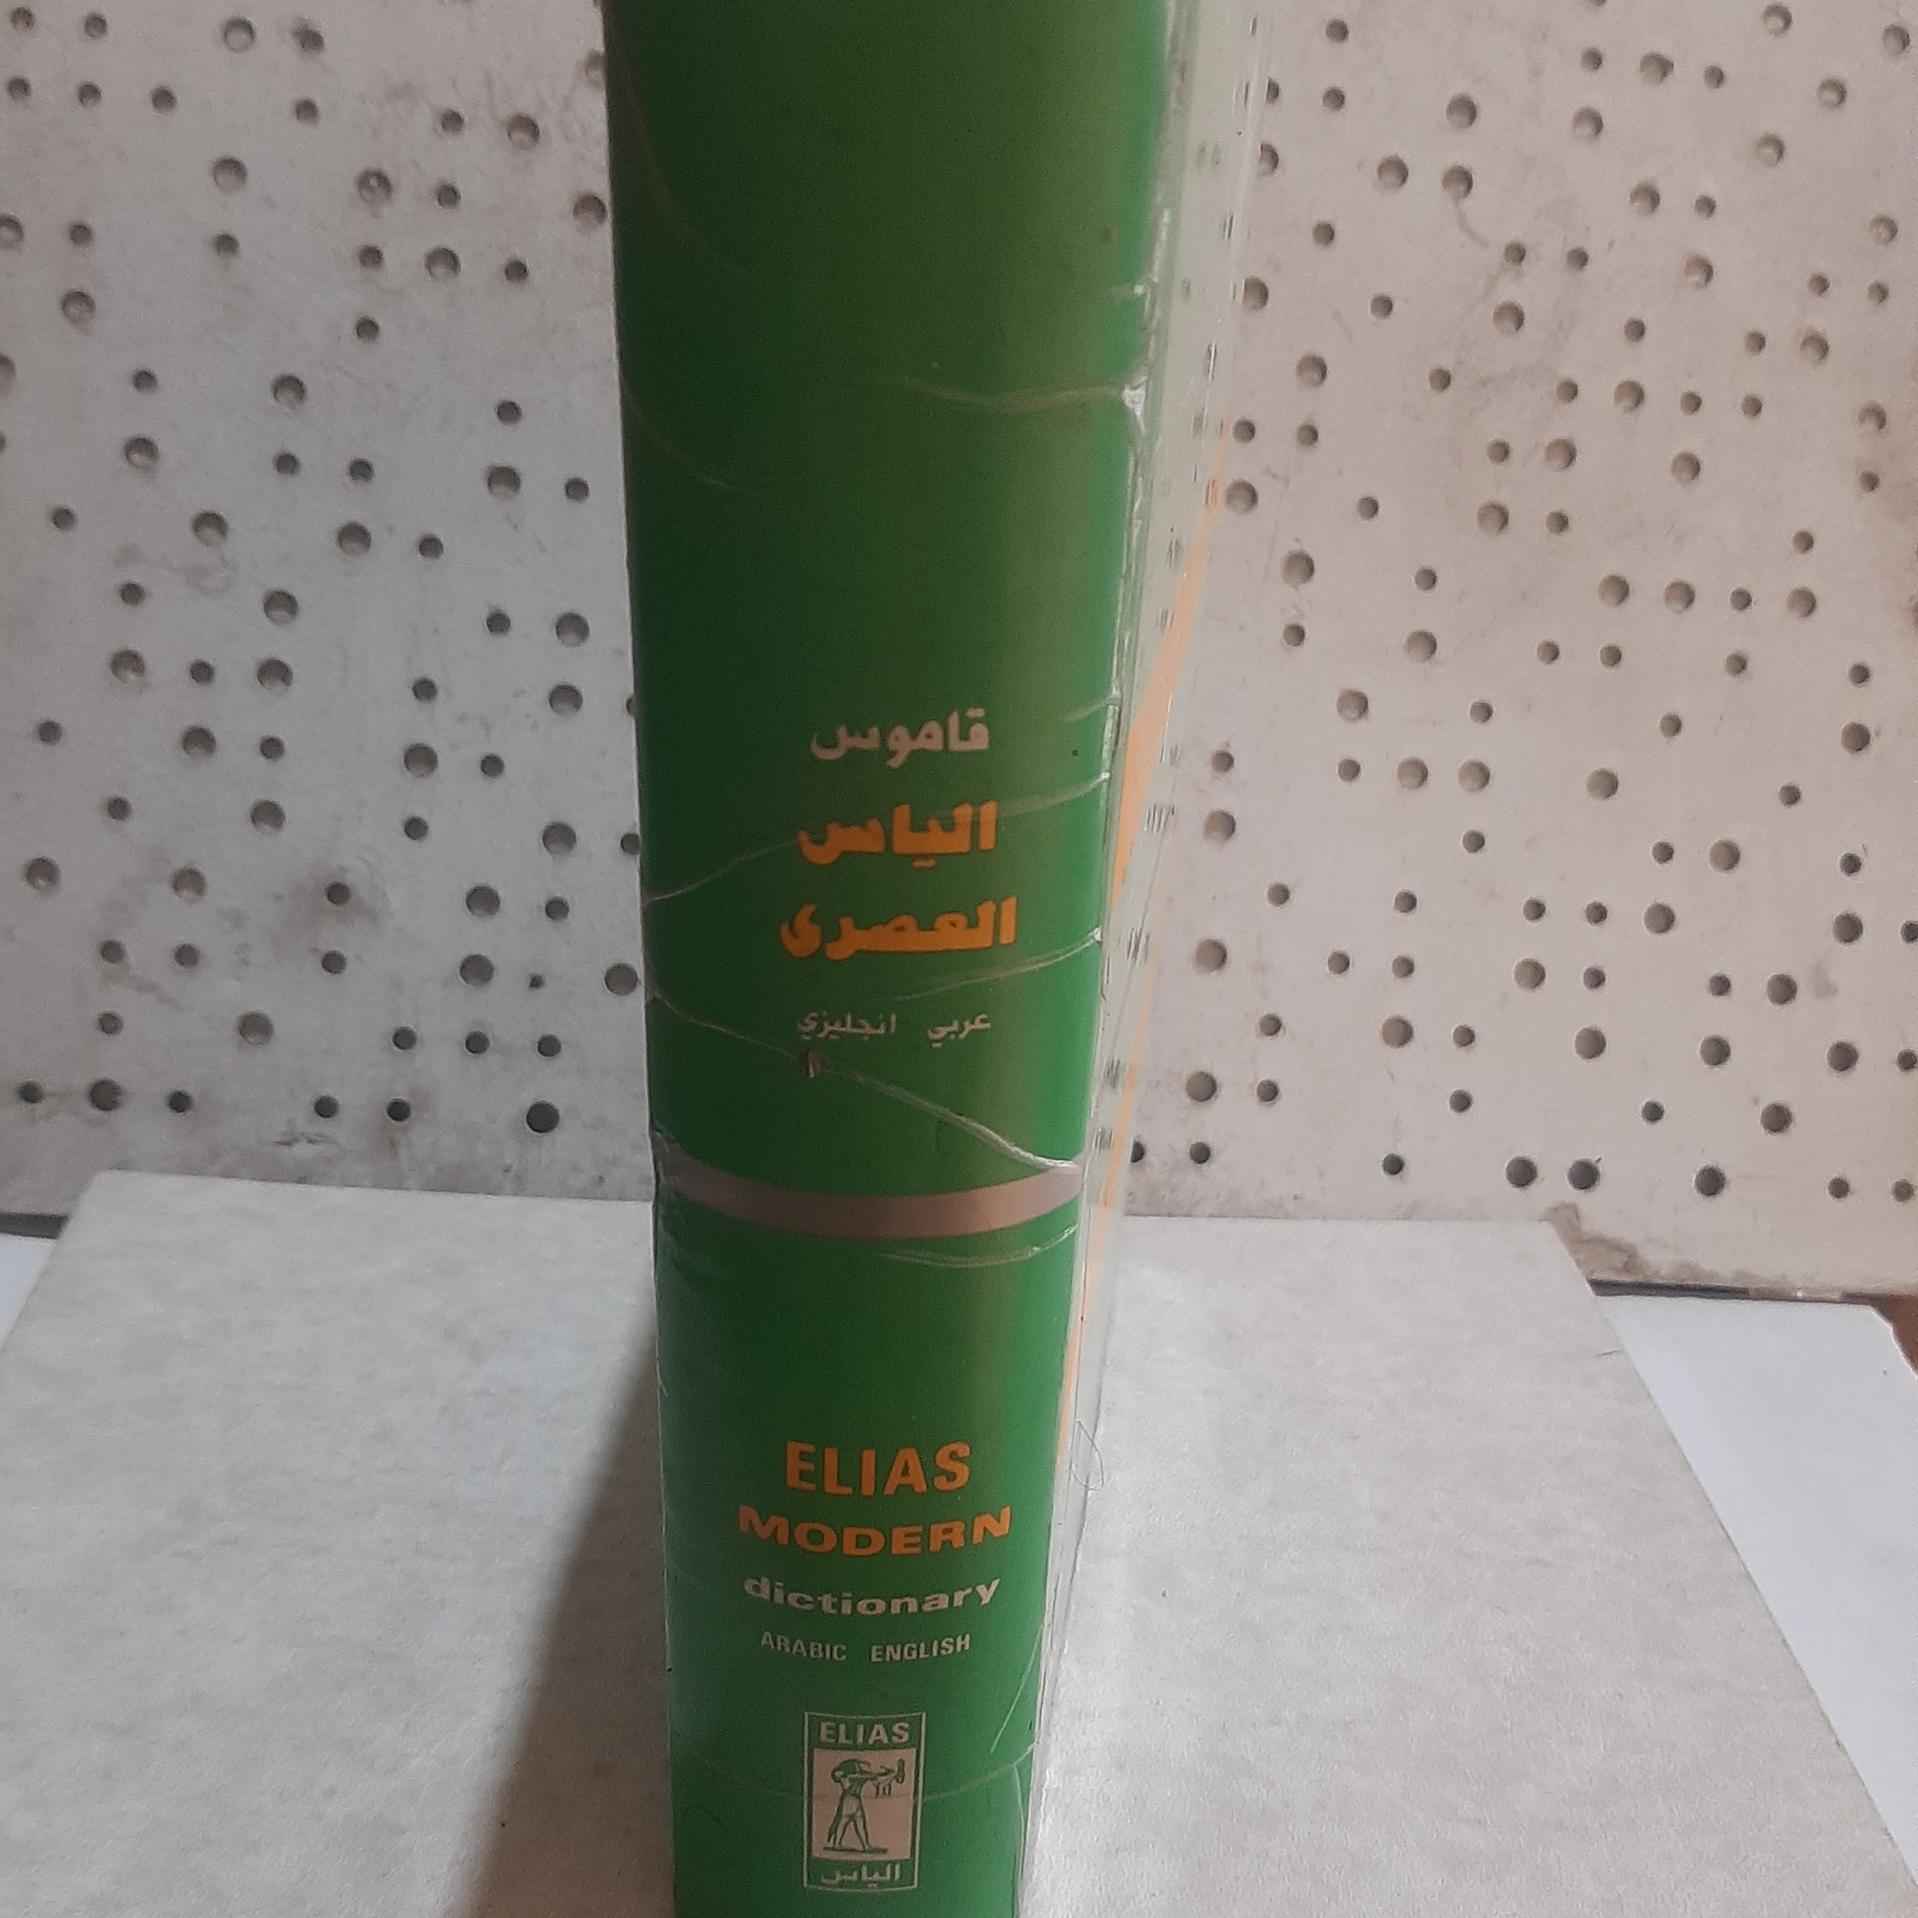 قاموس
الياس
العصرى
عربي انجليزي
ELIAS
MODERN
dictionary
ARABIC ENGLISH
ELIAS
الياس